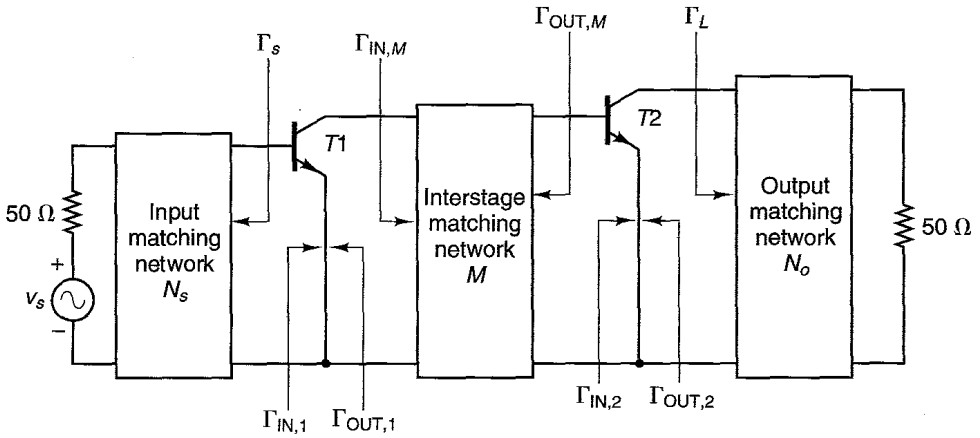 Γs
ΓIN,M
ΓOUT,M
ΓL
T1
T2
50 Ω
+
vs
−
Input
matching
network
Ns
Interstage
matching
network
M
Output
matching
network
No
50 Ω
ΓIN,1
ΓOUT,1
ΓIN,2
ΓOUT,2